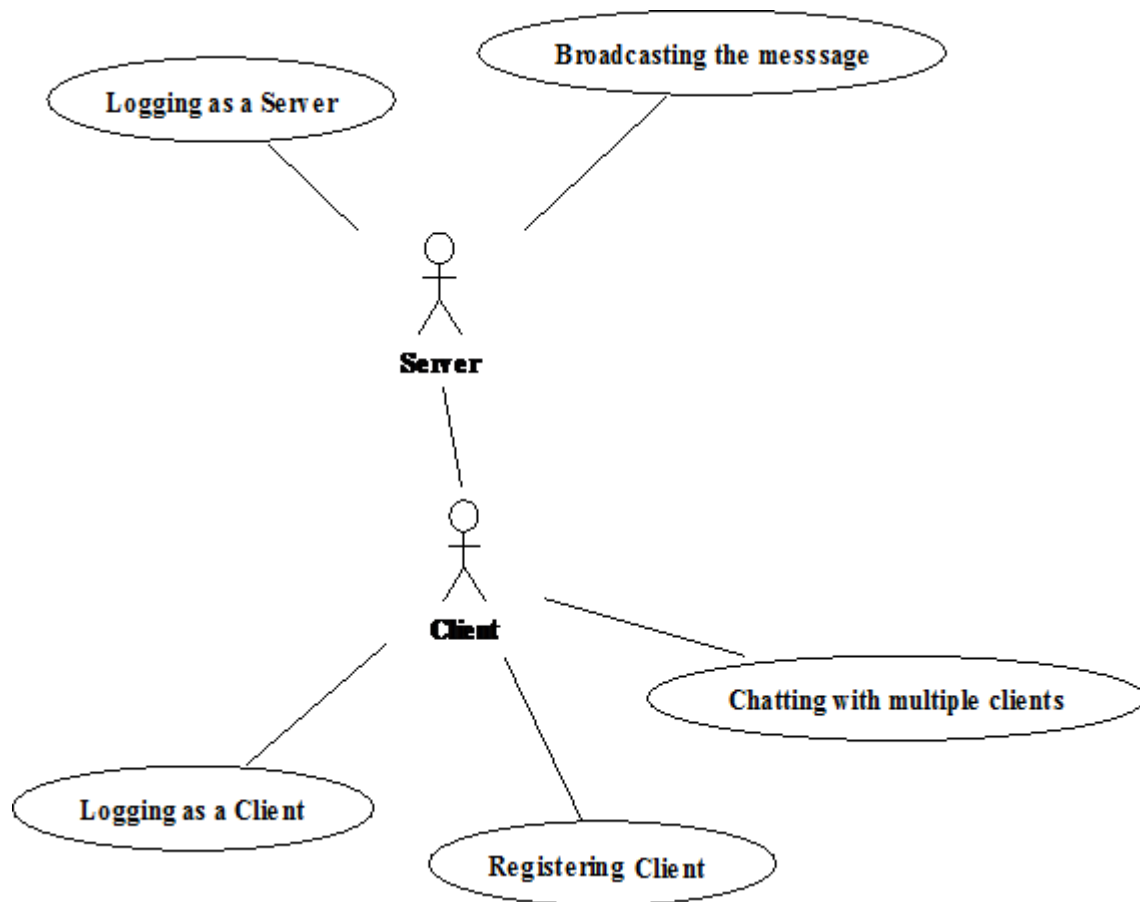 Broadcasting the messsage
Logging as a Server
Server
Client
Chatting with multiple clients
Logging as a Client
Registering Client